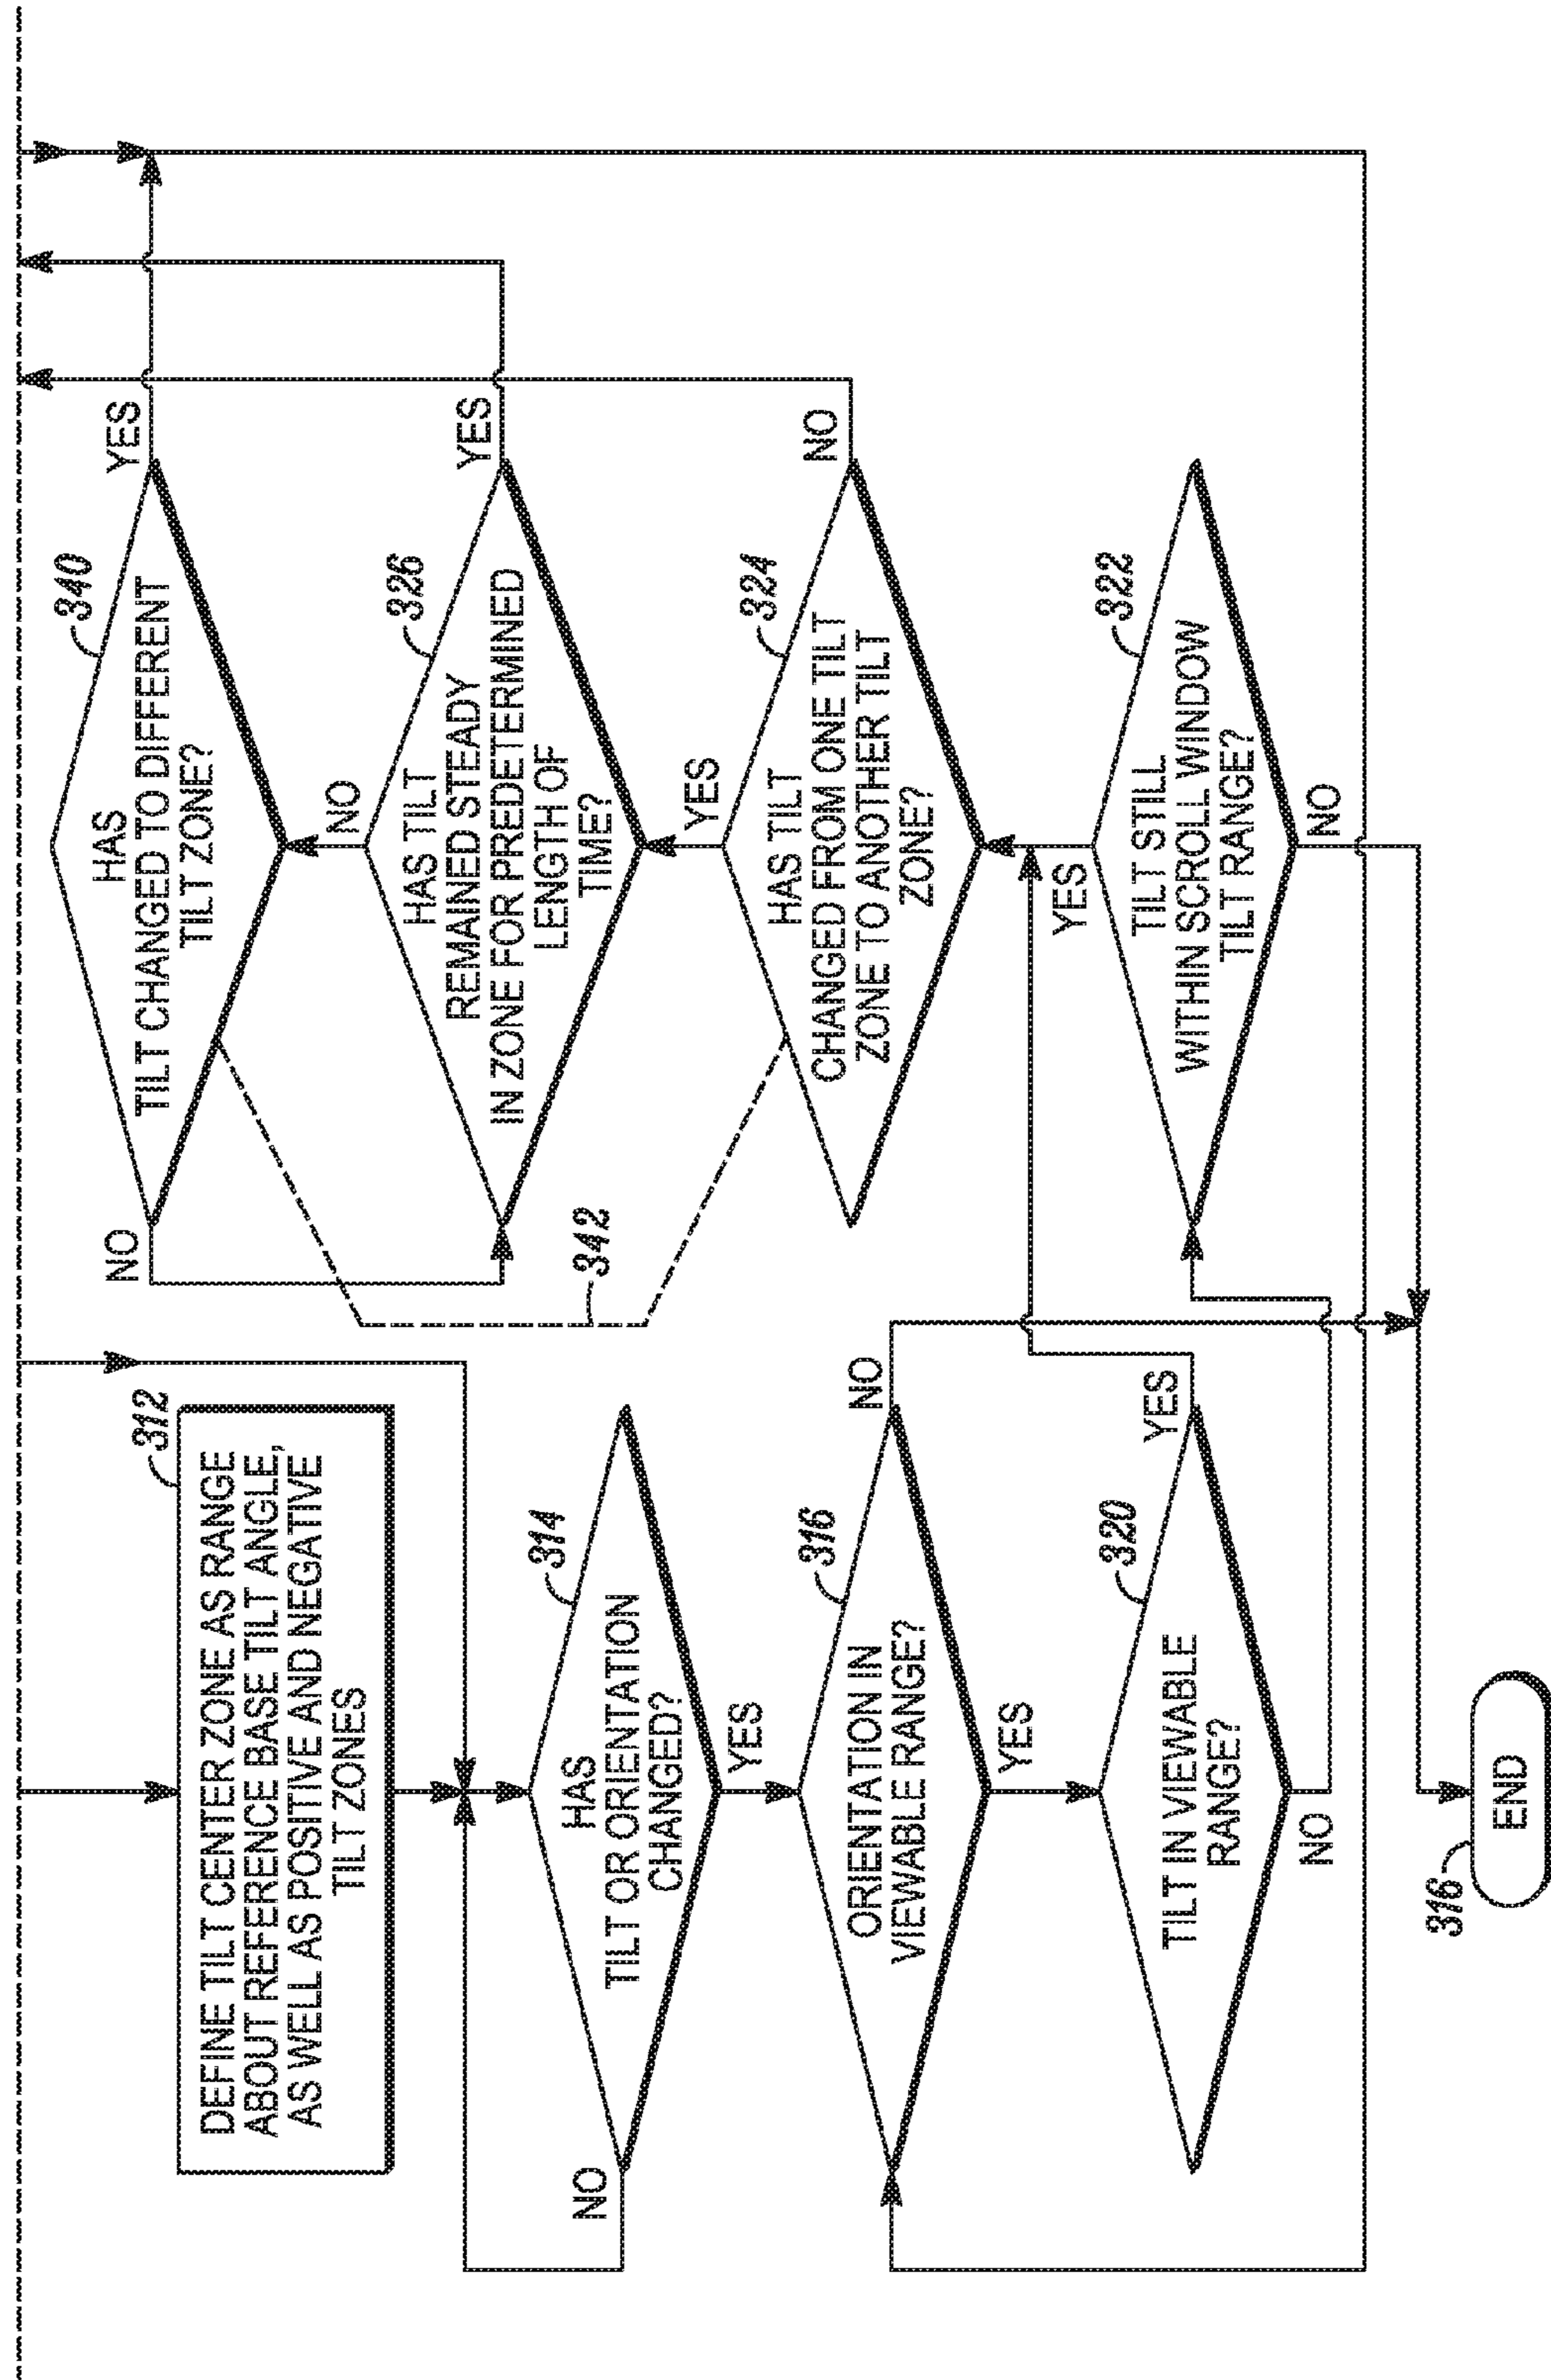 312
DEFINE TILT CENTER ZONE AS RANGE
ABOUT REFERENCE BASE TILT ANGLE,
AS WELL AS POSITIVE AND NEGATIVE
TILT ZONES
314
HAS
TILT OR ORIENTATION
CHANGED?
NO
YES
316
ORIENTATION IN
VIEWABLE RANGE?
NO
YES
320
TILT IN VIEWABLE
RANGE?
YES
NO
316
END
340
HAS
TILT CHANGED TO DIFFERENT
TILT ZONE?
NO
YES
NO
326
HAS TILT
REMAINED STEADY
IN ZONE FOR PREDETERMINED
LENGTH OF
TIME?
YES
342
YES
324
HAS TILT
CHANGED FROM ONE TILT
ZONE TO ANOTHER TILT
ZONE?
NO
YES
322
TILT STILL
WITHIN SCROLL WINDOW
TILT RANGE?
NO